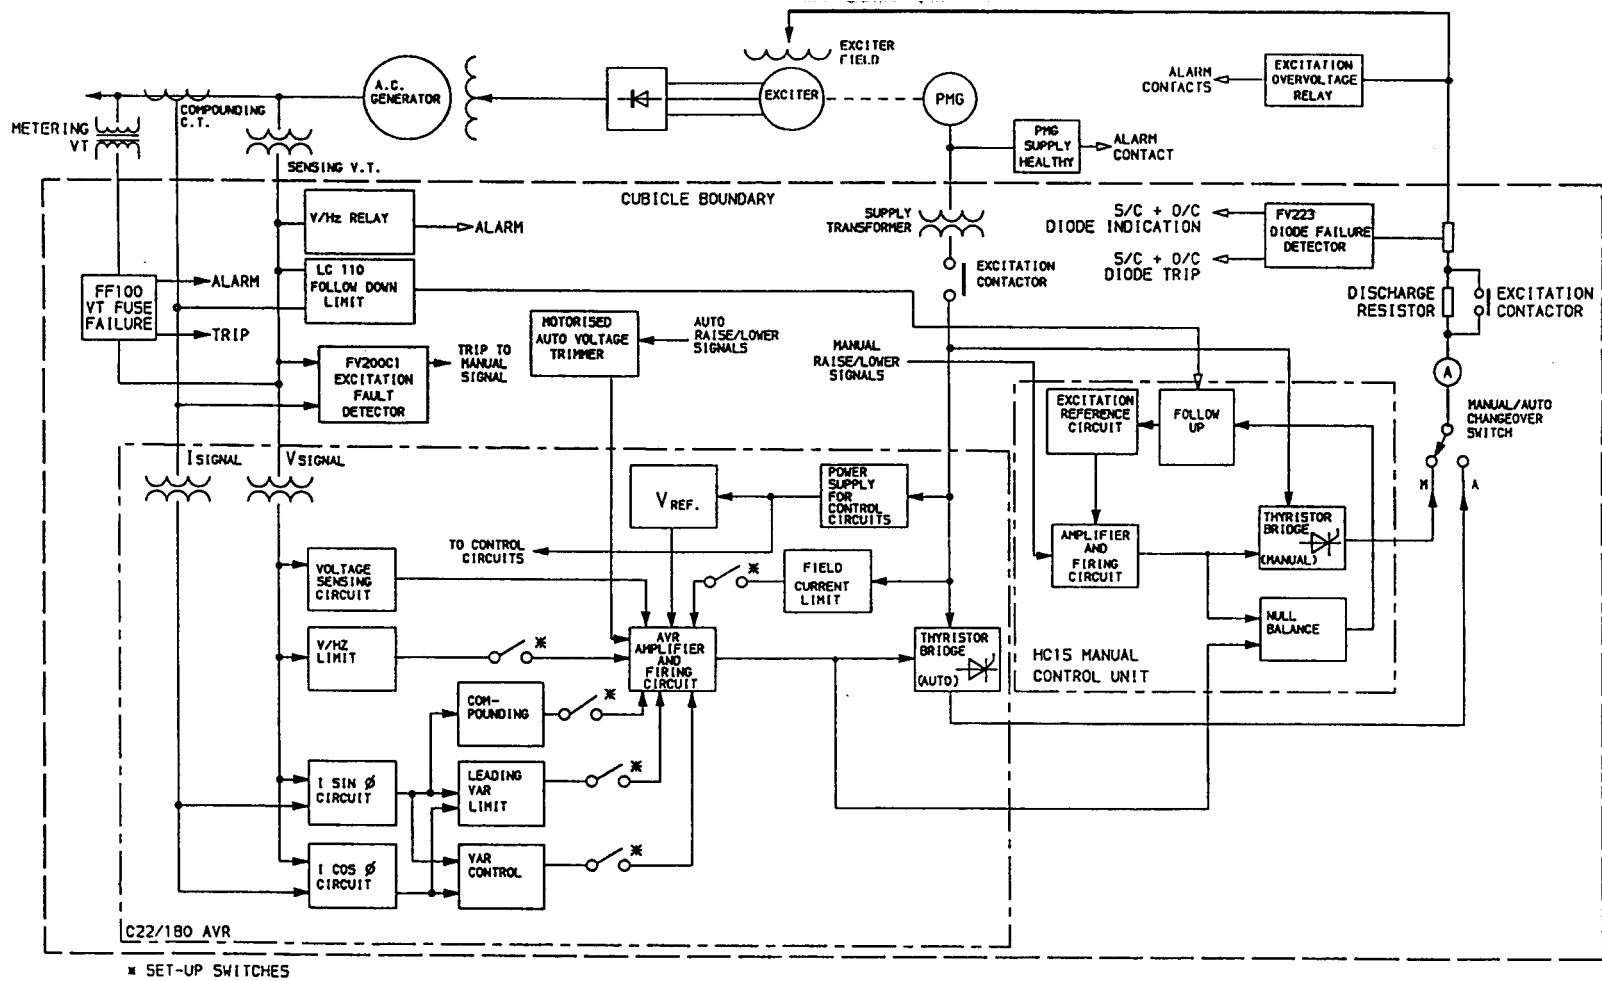 EXCITER
FIELD
A.C.
GENERATOR
EXCITER
PMG
ALARM
CONTACTS
EXCITATION
OVERVOLTAGE
RELAY
COMPOUNDING
C.T.
METERING
VT
SENSING V.T.
PMG
SUPPLY
HEALTHY
ALARM
CONTACT
CUBICLE BOUNDARY
V/Hz RELAY
ALARM
SUPPLY
TRANSFORMER
S/C + O/C
DIODE INDICATION
S/C + O/C
DIODE TRIP
FV223
DIODE FAILURE
DETECTOR
LC 110
FOLLOW DOWN
LIMIT
EXCITATION
CONTACTOR
FF100
VT FUSE
FAILURE
ALARM
TRIP
DISCHARGE
RESISTOR
EXCITATION
CONTACTOR
MOTORISED
AUTO VOLTAGE
TRIMMER
AUTO
RAISE/LOWER
SIGNALS
MANUAL
RAISE/LOWER
SIGNALS
FV200C1
EXCITATION
FAULT
DETECTOR
TRIP TO
MANUAL
SIGNAL
A
EXCITATION
REFERENCE
CIRCUIT
FOLLOW
UP
MANUAL/AUTO
CHANGEOVER
SWITCH
I SIGNAL
V SIGNAL
V REF.
POWER
SUPPLY
FOR
CONTROL
CIRCUITS
M
A
THYRISTOR
BRIDGE
(MANUAL)
AMPLIFIER
AND
FIRING
CIRCUIT
TO CONTROL
CIRCUITS
VOLTAGE
SENSING
CIRCUIT
*
FIELD
CURRENT
LIMIT
NULL
BALANCE
V/HZ
LIMIT
*
AVR
AMPLIFIER
AND
FIRING
CIRCUIT
THYRISTOR
BRIDGE
(AUTO)
HC15 MANUAL
CONTROL UNIT
COM-
POUNDING
*
I SIN Ø
CIRCUIT
LEADING
VAR
LIMIT
*
I COS Ø
CIRCUIT
VAR
CONTROL
*
C22/180 AVR
* SET-UP SWITCHES